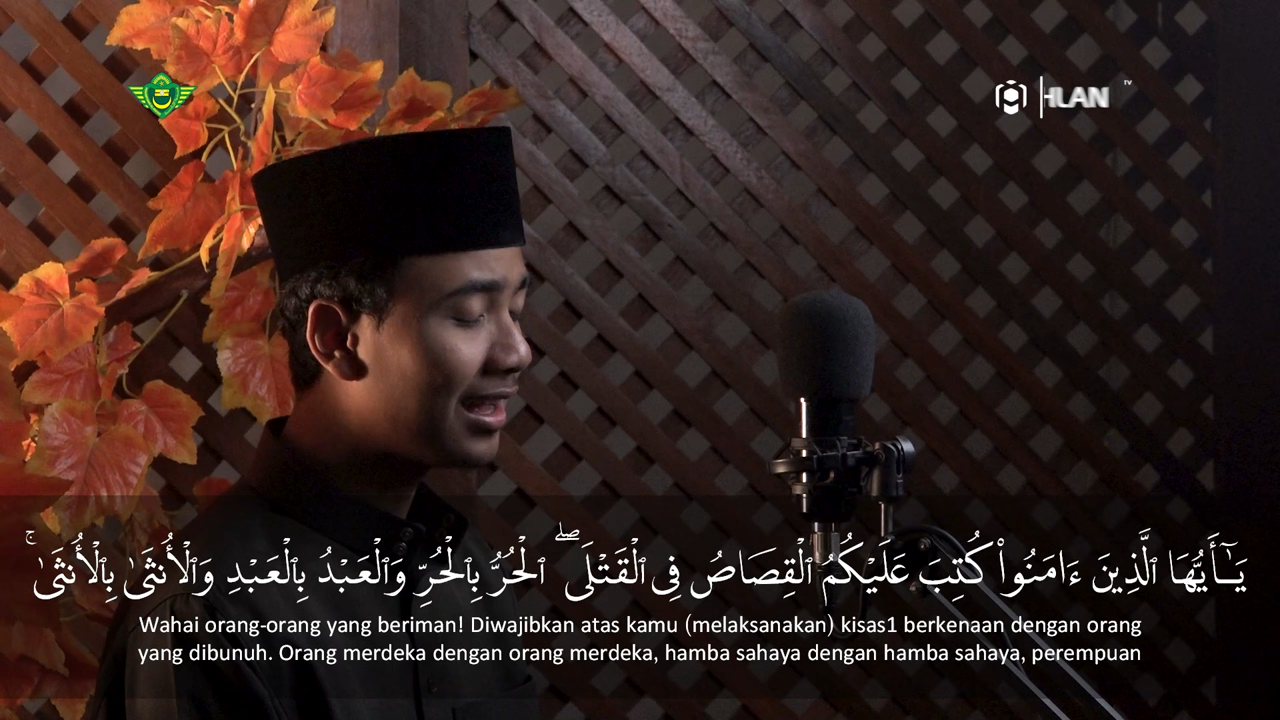 HLAN TV
يَـٰٓأَيُّهَا ٱلَّذِينَ ءَامَنُوا۟ كُتِبَ عَلَيْكُمُ ٱلْقِصَاصُ فِى ٱلْقَتْلَى ۖ ٱلْحُرُّ بِٱلْحُرِّ وَٱلْعَبْدُ بِٱلْعَبْدِ وَٱلْأُنثَىٰ بِٱلْأُنثَىٰ ۚ
Wahai orang-orang yang beriman! Diwajibkan atas kamu (melaksanakan) kisas1 berkenaan dengan orang
yang dibunuh. Orang merdeka dengan orang merdeka, hamba sahaya dengan hamba sahaya, perempuan